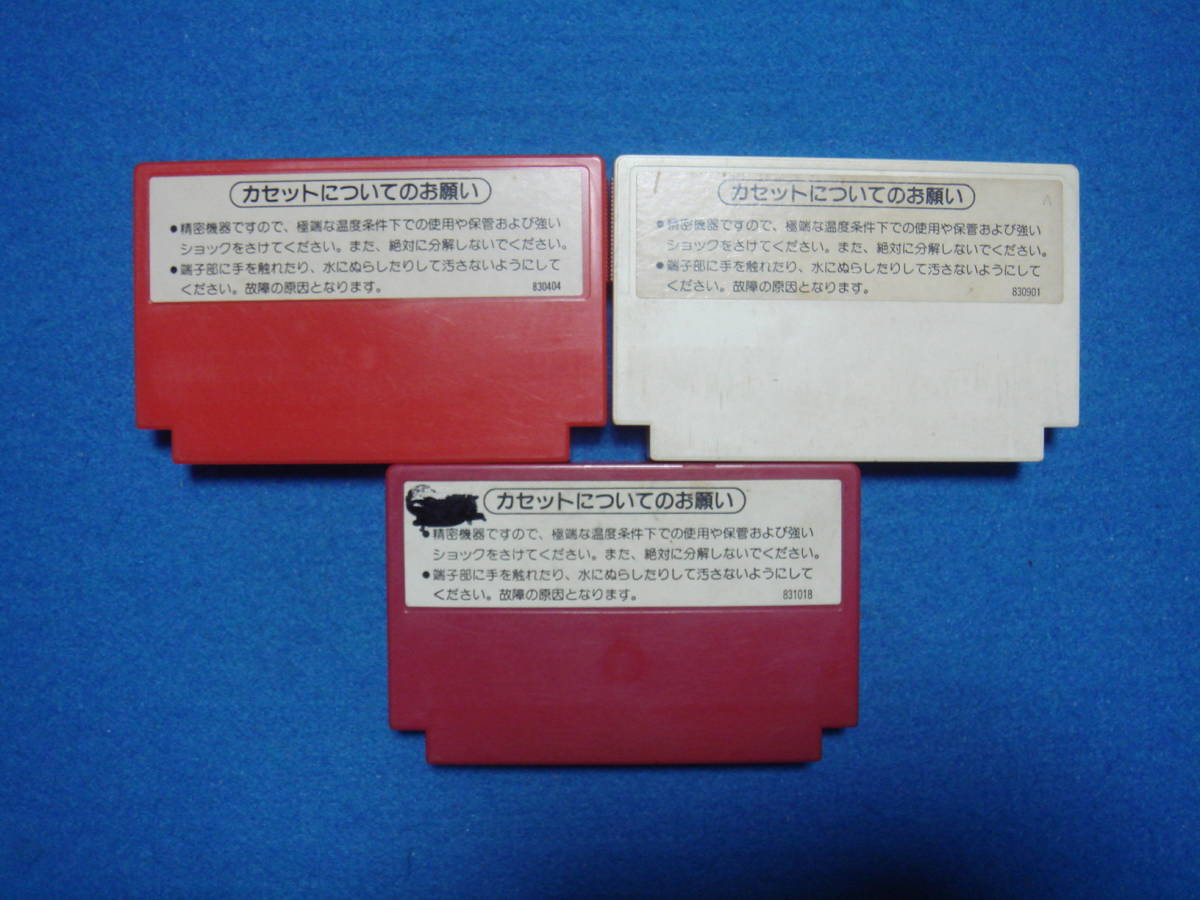 カセットについてのお願い
●精密機器ですので、極端な温度条件下での使用や保管および強い
ショックをさけてください。また、絶対に分解しないでください。
●端子部に手を触れたり、水にぬらしたりして汚さないようにして
ください。故障の原因となります。
830404
カセットについてのお願い
●精密機器ですので、極端な温度条件下での使用や保管および強い
ショックをさけてください。また、絶対に分解しないでください。
●端子部に手を触れたり、水にぬらしたりして汚さないようにして
ください。故障の原因となります。
830901
カセットについてのお願い
●精密機器ですので、極端な温度条件下での使用や保管および強い
ショックをさけてください。また、絶対に分解しないでください。
●端子部に手を触れたり、水にぬらしたりして汚さないようにして
ください。故障の原因となります。
831018